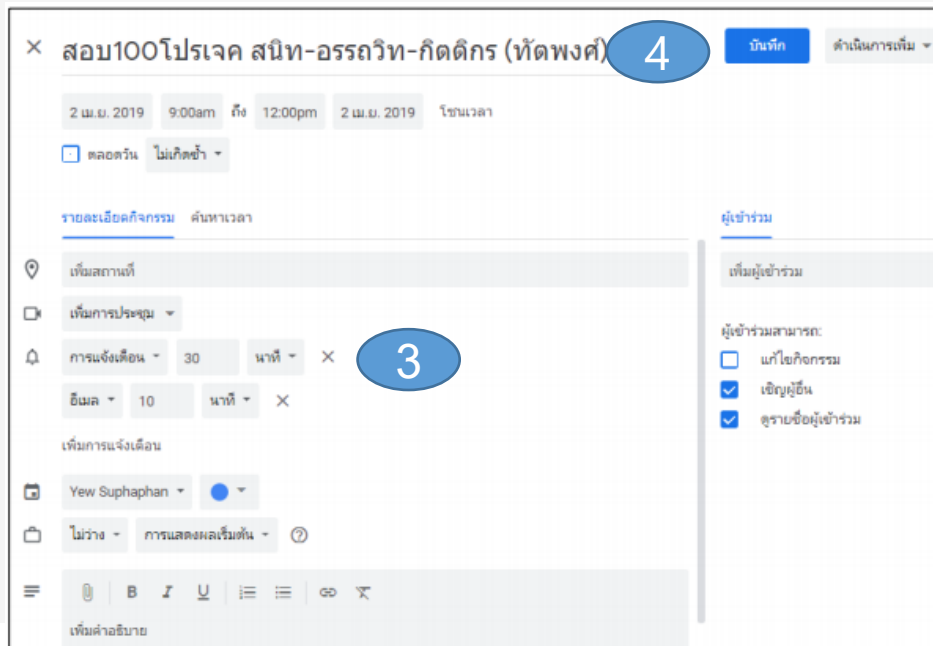 สอบ100โปรเจค สนิท-อรรถวิท-กิตติกร (ทัตพงศ์) 4 บันทึก ดำเนินการเพิ่ม
2 เม.ย. 2019 9:00am ถึง 12:00pm 2 เม.ย. 2019 โซนเวลา
ตลอดวัน ไม่เกิดซ้ำ
รายละเอียดกิจกรรม ค้นหาเวลา ผู้เข้าร่วม
เพิ่มสถานที่ เพิ่มผู้เข้าร่วม
เพิ่มการประชุม
ผู้เข้าร่วมสามารถ:
การแจ้งเตือน 30 นาที 3 แก้ไขกิจกรรม
เชิญผู้อื่น
อีเมล 10 นาที ดูรายชื่อผู้เข้าร่วม
เพิ่มการแจ้งเตือน
Yew Suphaphan
ไม่ว่าง การแสดงผลเริ่มต้น
B I U
เพิ่มคำอธิบาย